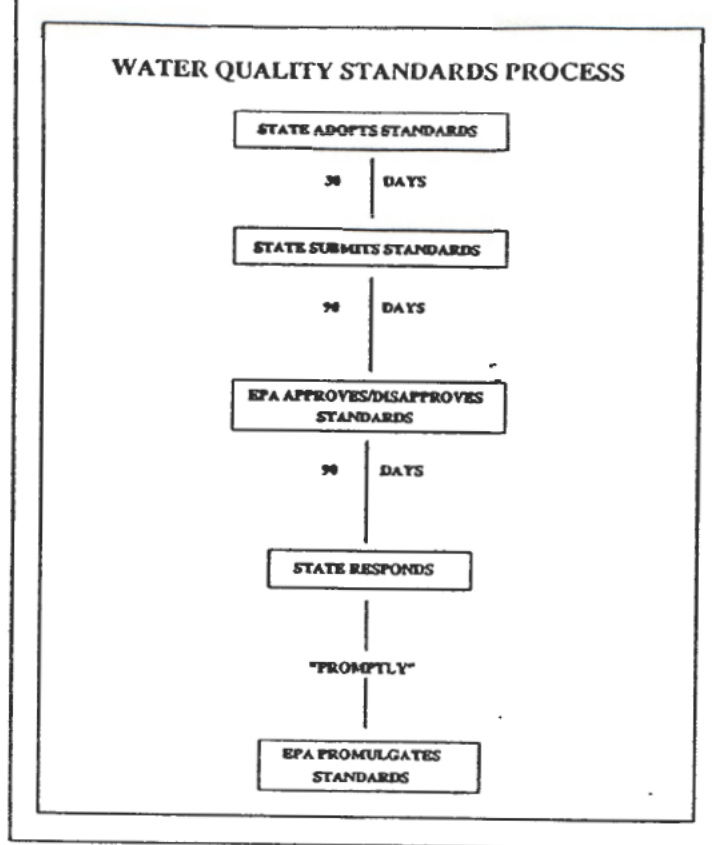 WATER QUALITY STANDARDS PROCESS
STATE ADOPTS STANDARDS
30 DAYS
STATE SUBMITS STANDARDS
90 DAYS
EPA APPROVES/DISAPPROVES
STANDARDS
90 DAYS
STATE RESPONDS
"PROMPTLY"
EPA PROMULGATES
STANDARDS